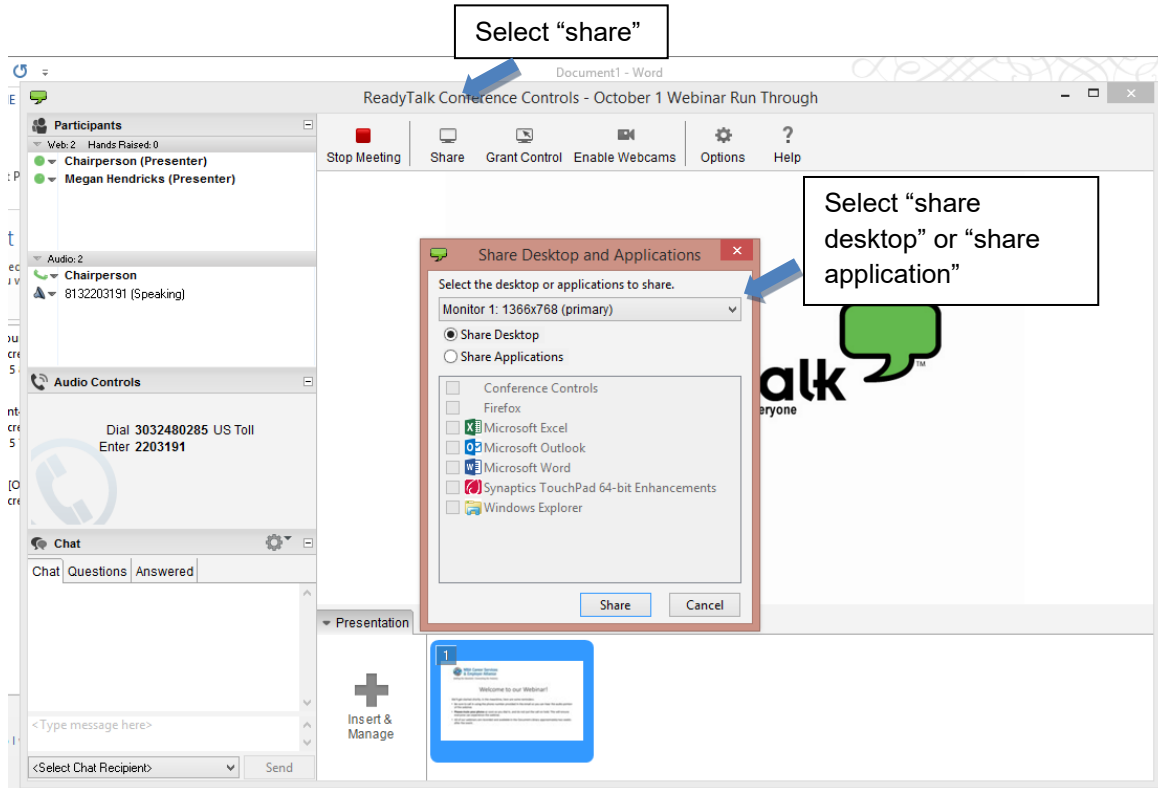 Select “share”
Document1 - Word
ReadyTalk Conference Controls - October 1 Webinar Run Through
Participants
Web: 2 Hands Raised: 0
Chairperson (Presenter)
Megan Hendricks (Presenter)
Audio: 2
Chairperson
8132203191 (Speaking)
Audio Controls
Dial 3032480285 US Toll
Enter 2203191
Chat
Chat Questions Answered
<Type message here>
<Select Chat Recipient> Send
Stop Meeting Share Grant Control Enable Webcams Options Help
Select “share
desktop” or “share
application”
Share Desktop and Applications
Select the desktop or applications to share.
Monitor 1: 1366x768 (primary)
Share Desktop
Share Applications
Conference Controls
Firefox
Microsoft Excel
Microsoft Outlook
Microsoft Word
Synaptics TouchPad 64-bit Enhancements
Windows Explorer
Share Cancel
alk
TM
eryone
Presentation
Insert &
Manage
1
Welcome to our Webinar!